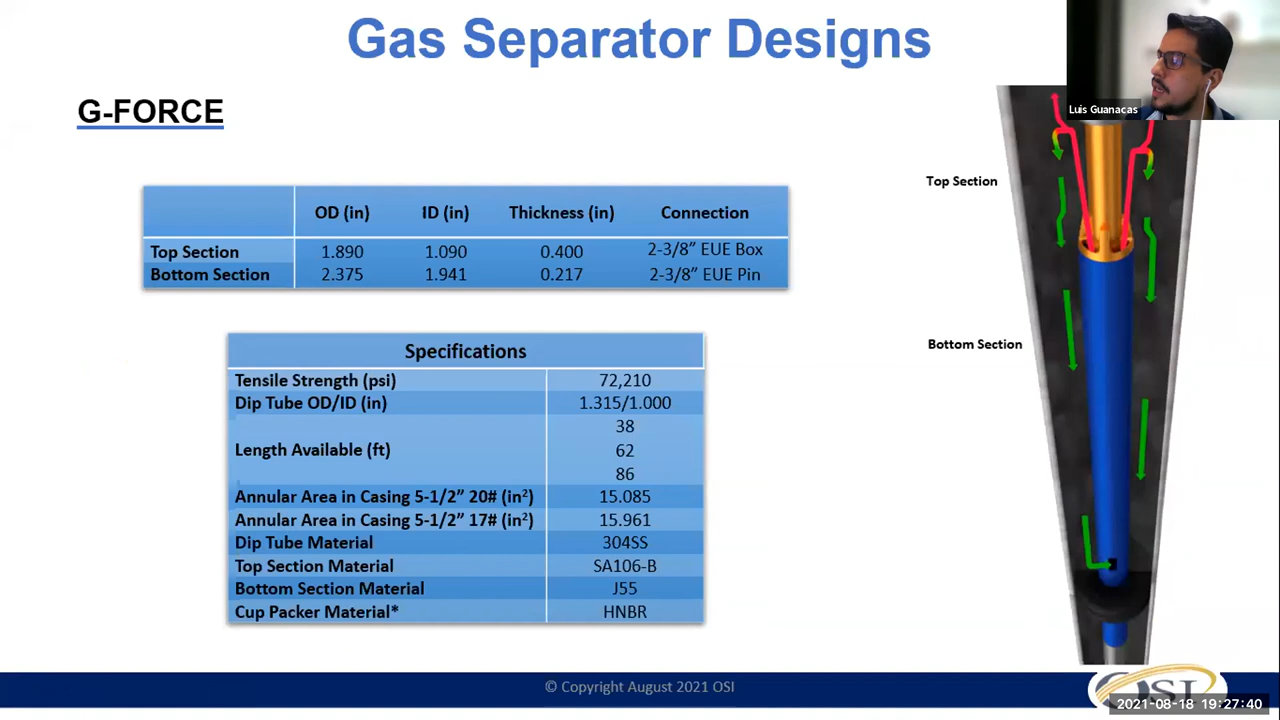 Gas Separator Designs
G-FORCE
Luis Guanacas
OD (in) ID (in) Thickness (in) Connection
Top Section 1.890 1.090 0.400 2-3/8” EUE Box
Bottom Section 2.375 1.941 0.217 2-3/8” EUE Pin
Top Section
Bottom Section
Specifications
Tensile Strength (psi) 72,210
Dip Tube OD/ID (in) 1.315/1.000
Length Available (ft) 38
62
86
Annular Area in Casing 5-1/2” 20# (in²) 15.085
Annular Area in Casing 5-1/2” 17# (in²) 15.961
Dip Tube Material 304SS
Top Section Material SA106-B
Bottom Section Material J55
Cup Packer Material* HNBR
© Copyright August 2021 OSI
OSI
2021-08-18 19:27:40